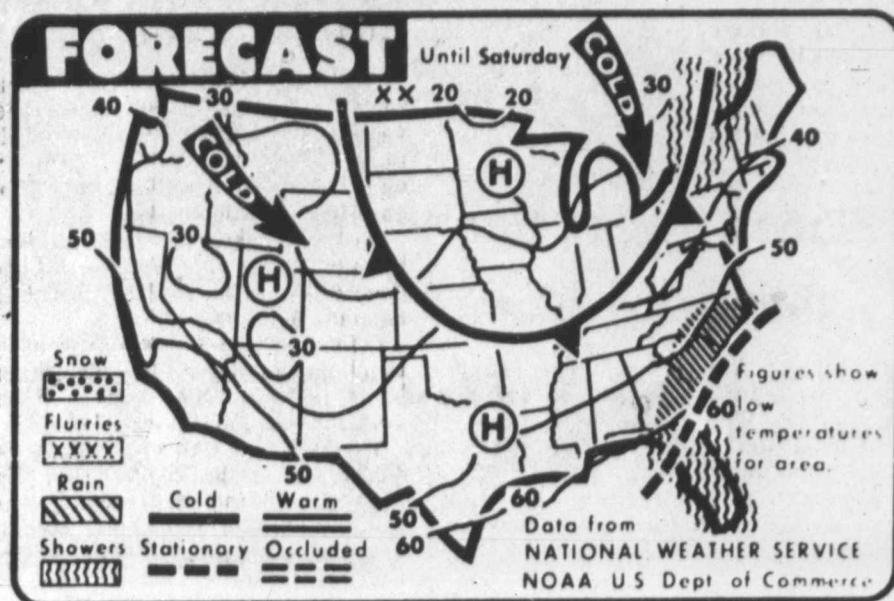 FORECAST
Until Saturday
COLD
30
40
30
XX
20
20
40
COLD
H
50
30
H
50
30
Snow
Figures show
60
low
Flurries
H
temperatures
XXXX
for area.
50
Rain
Cold
Warm
50
60
60
Data from
Showers
Stationary
Occluded
NATIONAL WEATHER SERVICE
NOAA US Dept of Commerce